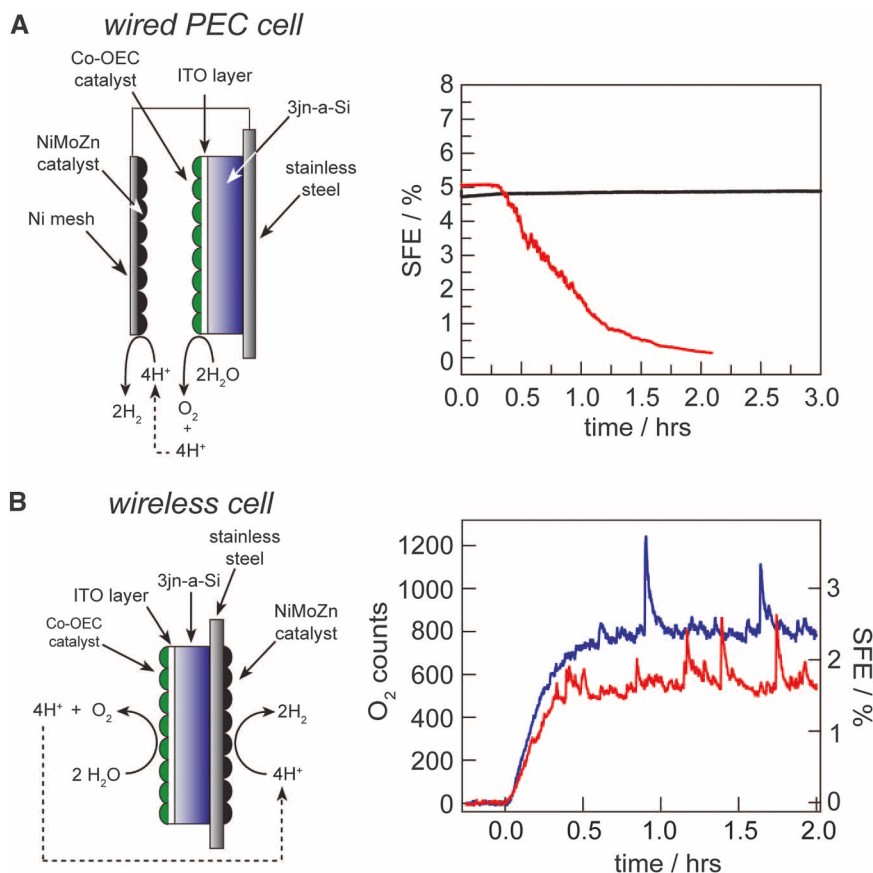 A
wired PEC cell
Co-OEC
catalyst
ITO layer
3jn-a-Si
NiMoZn
catalyst
stainless
steel
Ni mesh
4H⁺
2H₂O
2H₂
O₂
+
4H⁺
8
7
6
5
4
3
2
1
0
SFE / %
0.0 0.5 1.0 1.5 2.0 2.5 3.0
time / hrs
B
wireless cell
stainless
steel
3jn-a-Si
ITO layer
NiMoZn
catalyst
Co-OEC
catalyst
4H⁺ + O₂
2H₂
2 H₂O
4H⁺
1200
1000
800
600
400
200
0
O₂ counts
3
2
1
0
SFE / %
0.0 0.5 1.0 1.5 2.0
time / hrs